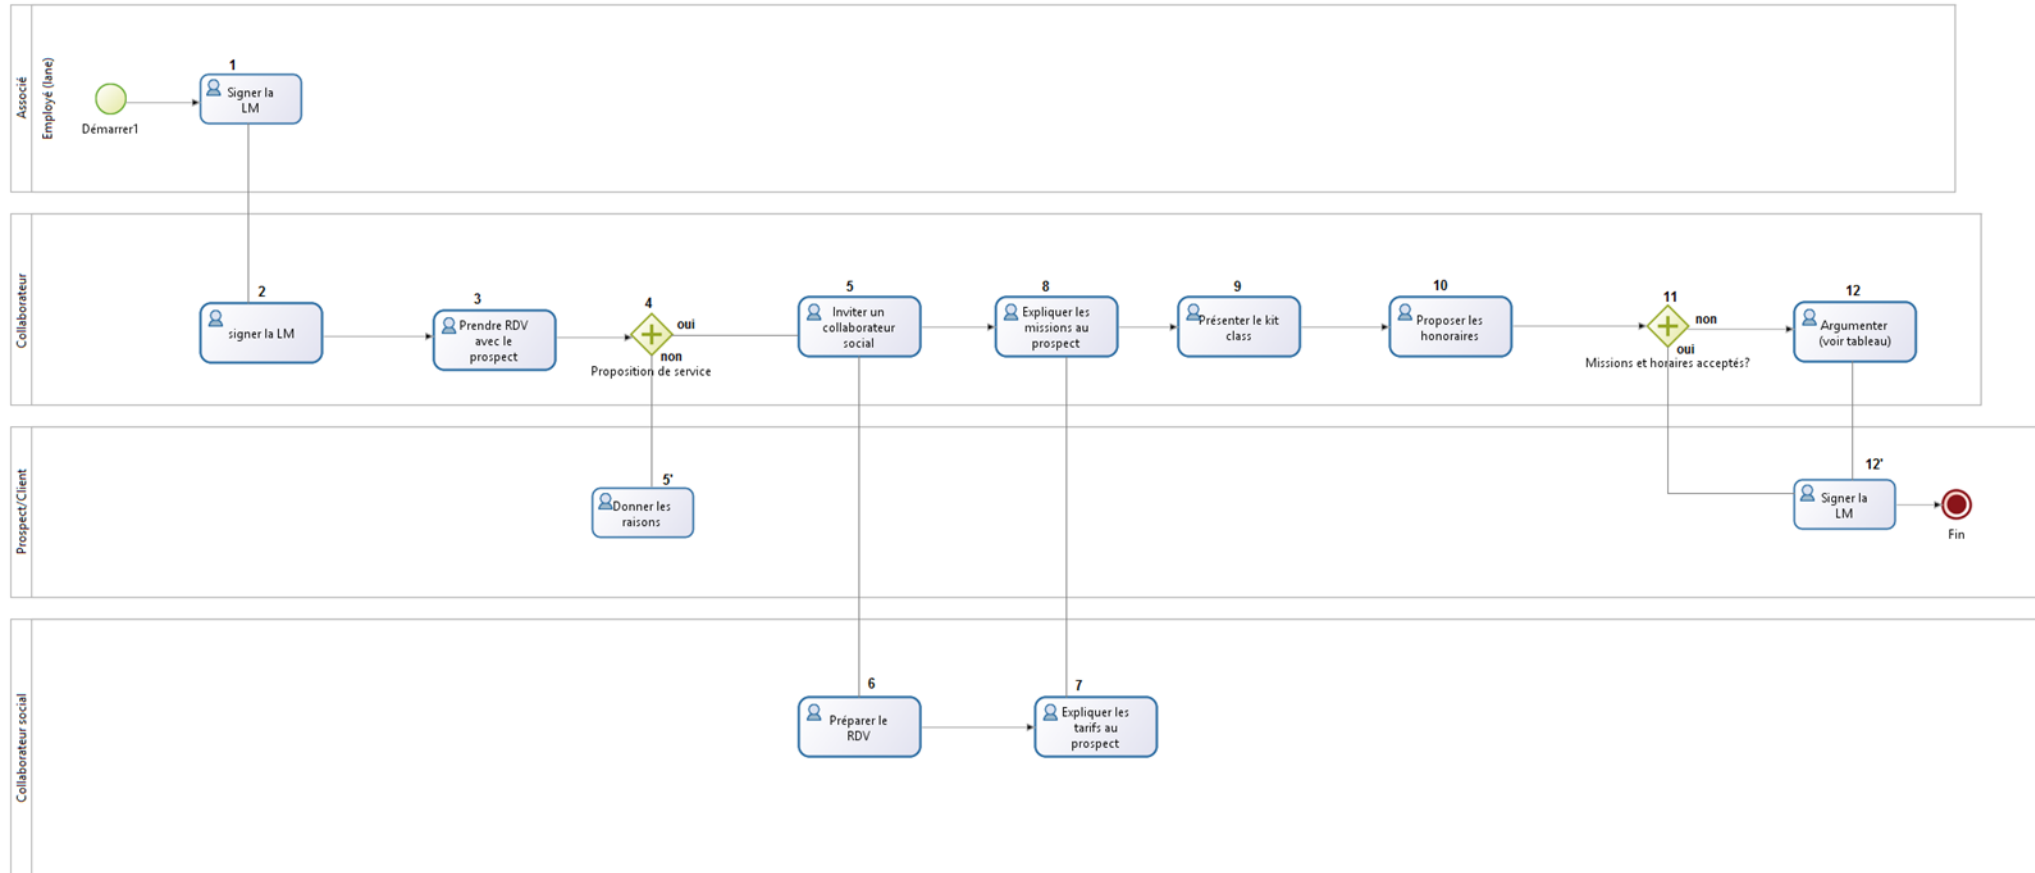 Associé
Employé (lane)
Démarrer1
1
Signer la
LM
Collaborateur
2
signer la LM
3
Prendre RDV
avec le
prospect
4
oui
non
Proposition de service
5
Inviter un
collaborateur
social
8
Expliquer les
missions au
prospect
9
Présenter le kit
class
10
Proposer les
honoraires
11
non
oui
Missions et horaires acceptés?
12
Argumenter
(voir tableau)
Prospect/Client
5'
Donner les
raisons
12'
Signer la
LM
Fin
Collaborateur social
6
Préparer le
RDV
7
Expliquer les
tarifs au
prospect